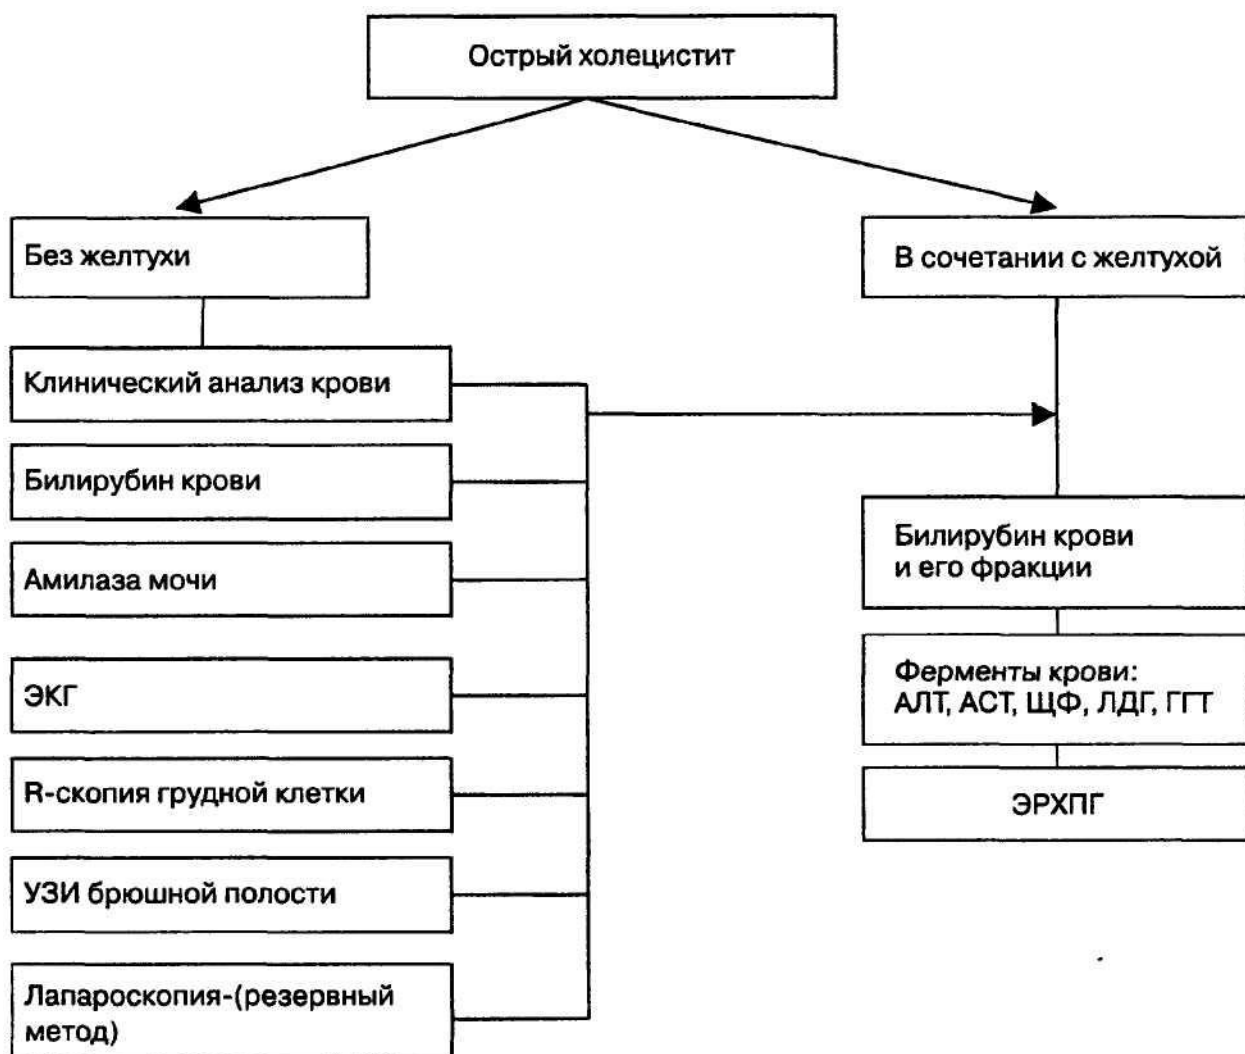 Острый холецистит
Без желтухи
В сочетании с желтухой
Клинический анализ крови
Билирубин крови
Амилаза мочи
ЭКГ
R-скопия грудной клетки
УЗИ брюшной полости
Лапароскопия-(резервный
метод)
Билирубин крови
и его фракции
Ферменты крови:
АЛТ, АСТ, ЩФ, ЛДГ, ГГТ
ЭРХПГ